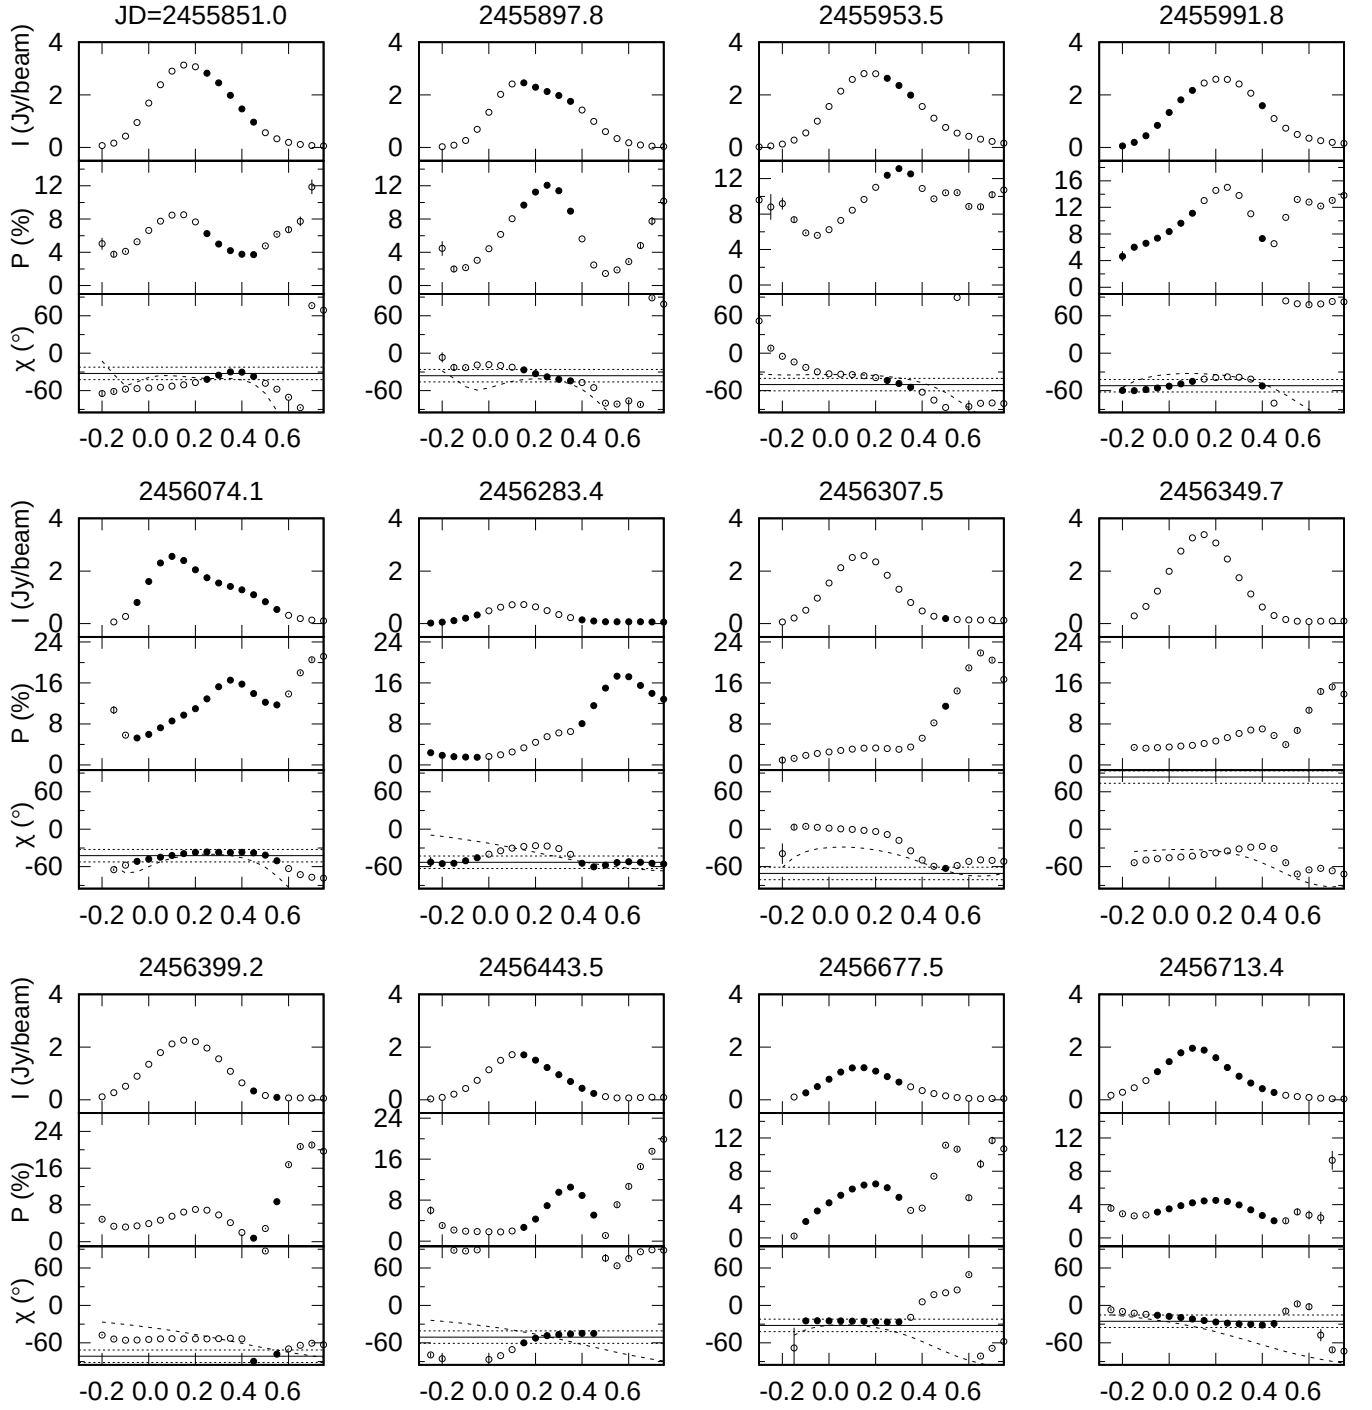 JD=2455851.0 2455897.8 2455953.5 2455991.8
I (Jy/beam) 4 2 0 4 2 0 4 2 0 4 2 0
P (%) 12 8 4 0 12 8 4 0 12 8 4 0 16 12 8 4 0
χ (°) 60 0 -60 60 0 -60 60 0 -60 60 0 -60
-0.2 0.0 0.2 0.4 0.6 -0.2 0.0 0.2 0.4 0.6 -0.2 0.0 0.2 0.4 0.6 -0.2 0.0 0.2 0.4 0.6
2456074.1 2456283.4 2456307.5 2456349.7
I (Jy/beam) 4 2 0 4 2 0 4 2 0 4 2 0
P (%) 24 16 8 0 24 16 8 0 24 16 8 0 24 16 8 0
χ (°) 60 0 -60 60 0 -60 60 0 -60 60 0 -60
-0.2 0.0 0.2 0.4 0.6 -0.2 0.0 0.2 0.4 0.6 -0.2 0.0 0.2 0.4 0.6 -0.2 0.0 0.2 0.4 0.6
2456399.2 2456443.5 2456677.5 2456713.4
I (Jy/beam) 4 2 0 4 2 0 4 2 0 4 2 0
P (%) 24 16 8 0 24 16 8 0 12 8 4 0 12 8 4 0
χ (°) 60 0 -60 60 0 -60 60 0 -60 60 0 -60
-0.2 0.0 0.2 0.4 0.6 -0.2 0.0 0.2 0.4 0.6 -0.2 0.0 0.2 0.4 0.6 -0.2 0.0 0.2 0.4 0.6